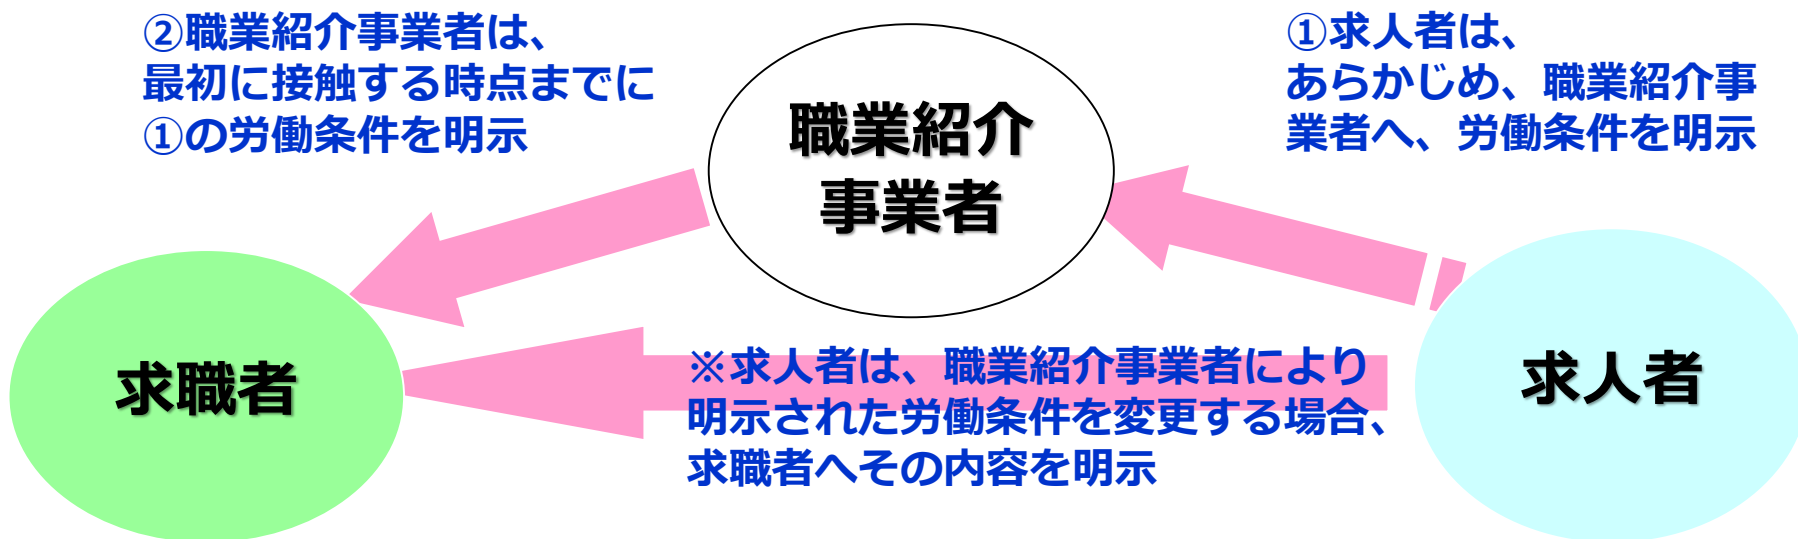 ②職業紹介事業者は、
最初に接触する時点までに
①の労働条件を明示
職業紹介
事業者
①求人者は、
あらかじめ、職業紹介事
業者へ、労働条件を明示
求職者
※求人者は、職業紹介事業者により
明示された労働条件を変更する場合、
求職者へその内容を明示
求人者